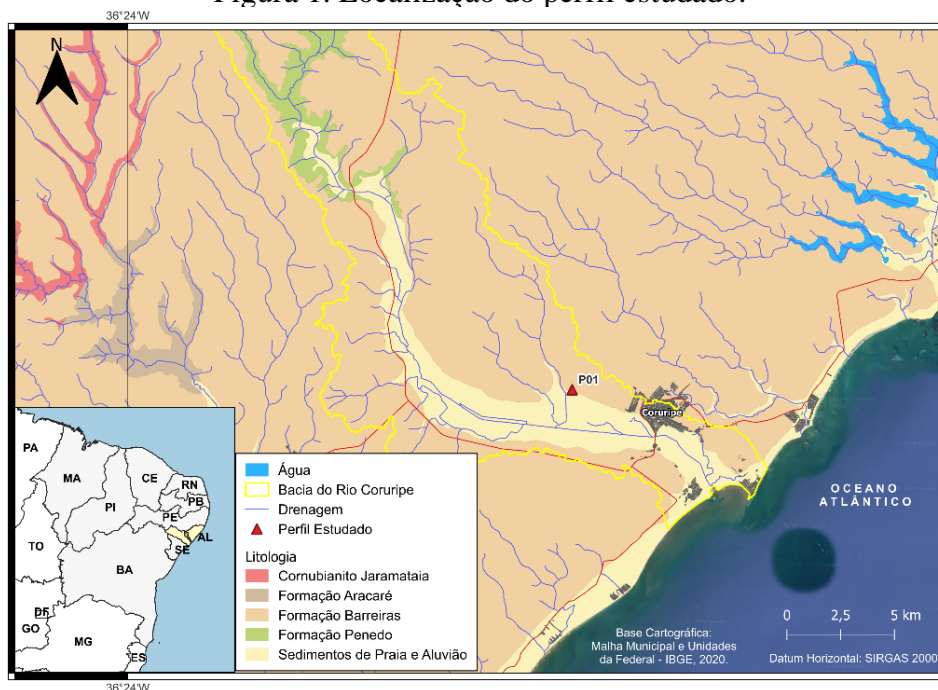 Figura 1. Localização do perfil estudado.
36°24'W
N
P01
Coruripe
OCEANO
ATLÂNTICO
PA
MA
CE
RN
PB
PI
PE
AL
TO
SE
BA
DF
GO
MG
ES
Água
Bacia do Rio Coruripe
Drenagem
Perfil Estudado
Litologia
Cornubianito Jaramataia
Formação Aracaré
Formação Barreiras
Formação Penedo
Sedimentos de Praia e Aluvião
0 2,5 5 km
Base Cartográfica:
Malha Municipal e Unidades
da Federal - IBGE, 2020.
Datum Horizontal: SIRGAS 2000
36°24'W